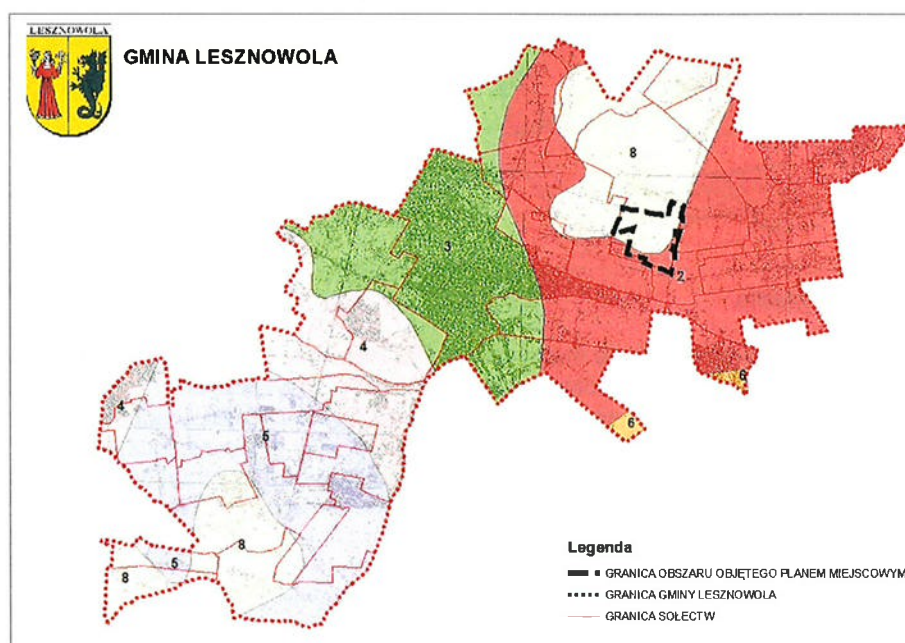 LESZNOWOLA
GMINA LESZNOWOLA
8
3
2
4
6
4
6
5
8
5
8
Legenda
GRANICA OBSZARU OBJĘTEGO PLANEM MIEJSCOWYM
GRANICA GMINY LESZNOWOLA
GRANICA SOŁECTW